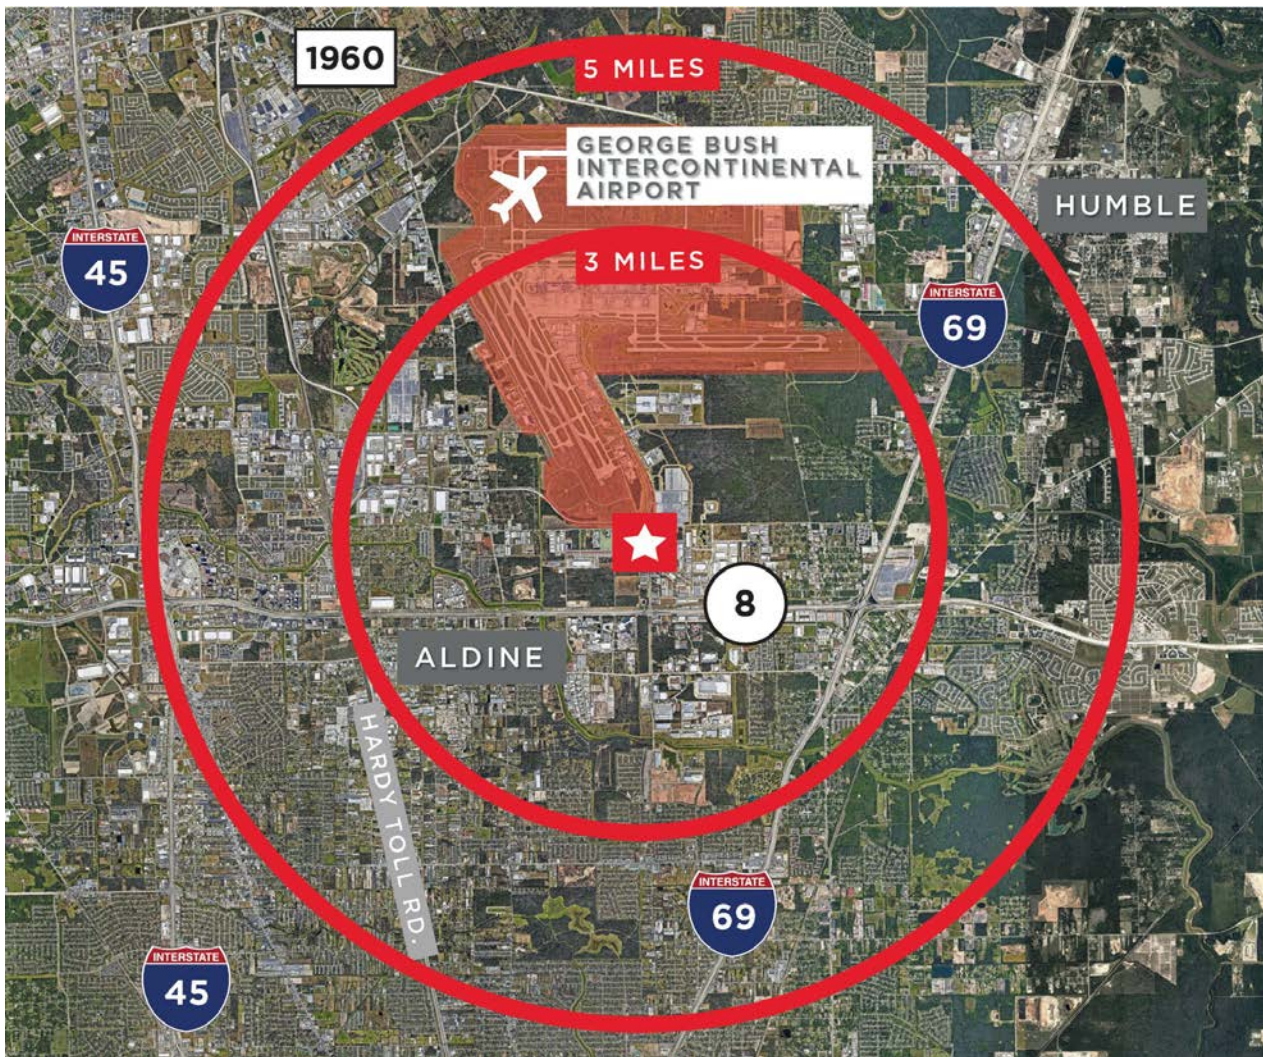 1960
5 MILES
GEORGE BUSH
INTERCONTINENTAL
AIRPORT
HUMBLE
INTERSTATE
45
3 MILES
INTERSTATE
69
8
ALDINE
HARDY TOLL RD.
INTERSTATE
69
INTERSTATE
45